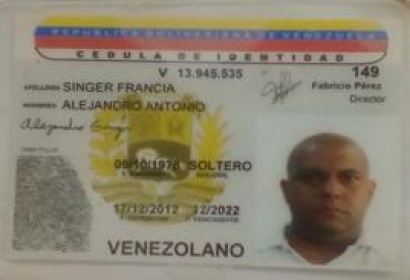 REPUBLICA BOLIVARIANA DE VENEZUELA
CEDULA DE IDENTIDAD
V 13.945.535
149
Fabricio Pérez
Director
APELLIDOS SINGER FRANCIA
NOMBRES ALEJANDRO ANTONIO
Alejandro Singer
09/10/1978 SOLTERO
17/12/2012 12/2022
VENEZOLANO